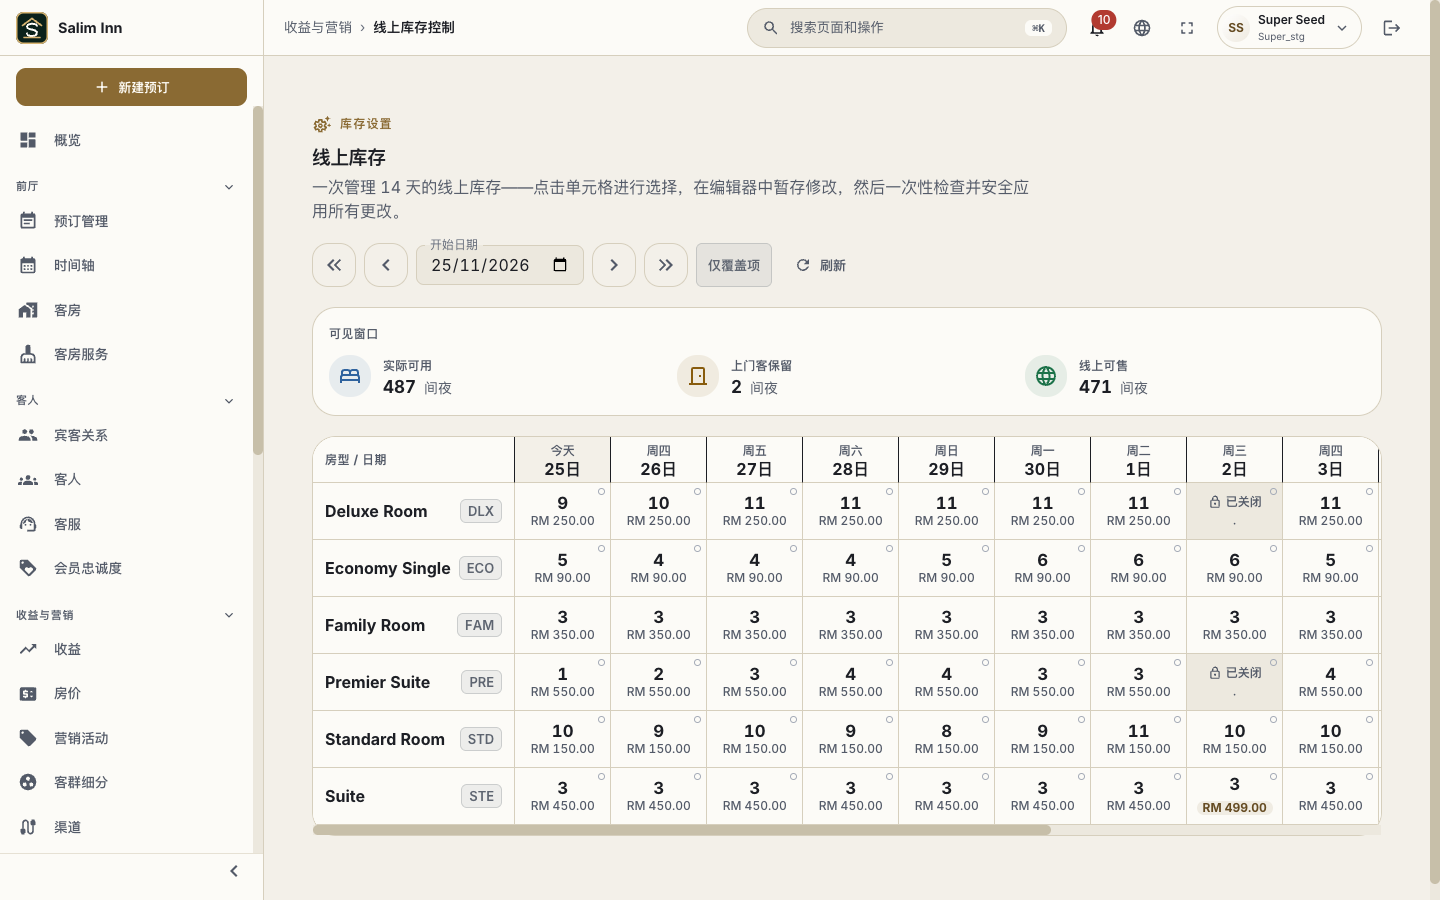 Salim Inn
收益与营销 › 线上库存控制
搜索页面和操作
⌘K
10
SS
Super Seed
Super_stg
新建预订
概览
前厅
预订管理
时间轴
客房
客房服务
客人
宾客关系
客人
客服
会员忠诚度
收益与营销
收益
房价
营销活动
客群细分
渠道
库存设置
线上库存
一次管理 14 天的线上库存——点击单元格进行选择，在编辑器中暂存修改，然后一次性检查并安全应
用所有更改。
开始日期
25/11/2026
仅覆盖项
刷新
可见窗口
实际可用
487 间夜
上门客保留
2 间夜
线上可售
471 间夜
房型 / 日期
今天 周四 周五 周六 周日 周一 周二 周三 周四
25日 26日 27日 28日 29日 30日 1日 2日 3日
Deluxe Room DLX
9 10 11 11 11 11 11 已关闭 11
RM 250.00 RM 250.00 RM 250.00 RM 250.00 RM 250.00 RM 250.00 RM 250.00 . RM 250.00
Economy Single ECO
5 4 4 4 5 6 6 6 5
RM 90.00 RM 90.00 RM 90.00 RM 90.00 RM 90.00 RM 90.00 RM 90.00 RM 90.00 RM 90.00
Family Room FAM
3 3 3 3 3 3 3 3 3
RM 350.00 RM 350.00 RM 350.00 RM 350.00 RM 350.00 RM 350.00 RM 350.00 RM 350.00 RM 350.00
Premier Suite PRE
1 2 3 4 4 3 3 已关闭 4
RM 550.00 RM 550.00 RM 550.00 RM 550.00 RM 550.00 RM 550.00 RM 550.00 . RM 550.00
Standard Room STD
10 9 10 9 8 9 11 10 10
RM 150.00 RM 150.00 RM 150.00 RM 150.00 RM 150.00 RM 150.00 RM 150.00 RM 150.00 RM 150.00
Suite STE
3 3 3 3 3 3 3 3 3
RM 450.00 RM 450.00 RM 450.00 RM 450.00 RM 450.00 RM 450.00 RM 450.00 RM 499.00 RM 450.00